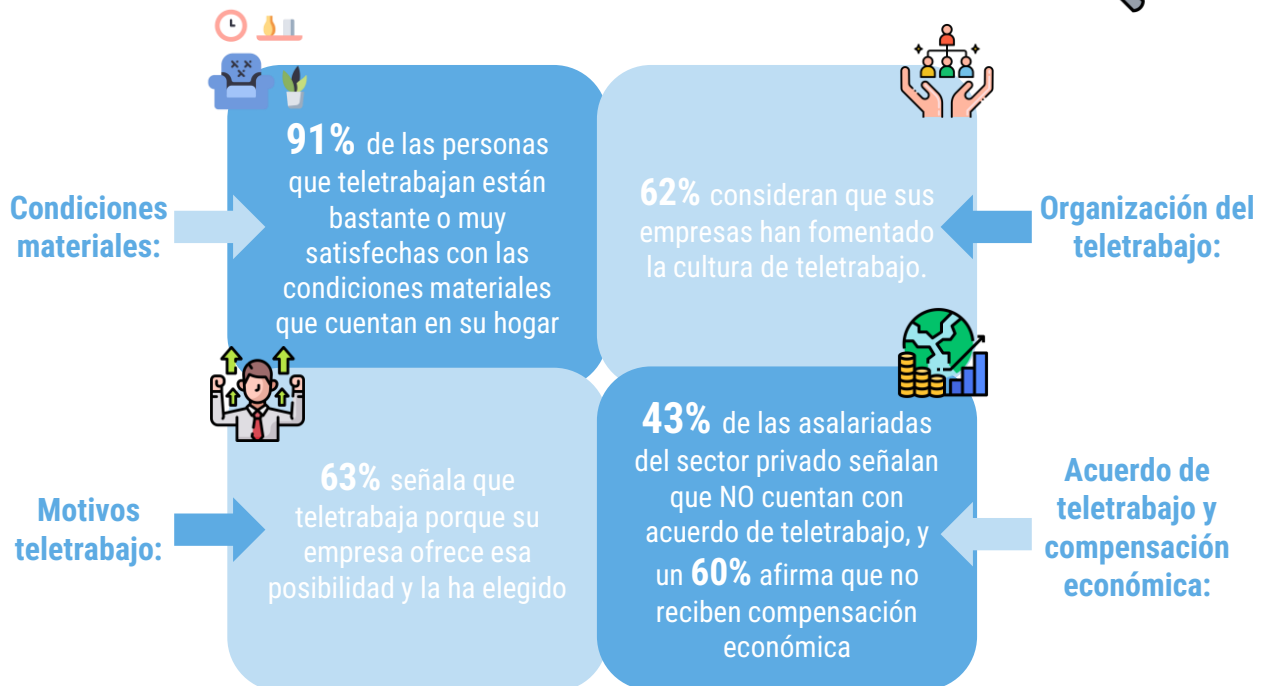 Condiciones
materiales:
91% de las personas
que teletrabajan están
bastante o muy
satisfechas con las
condiciones materiales
que cuentan en su hogar
62% consideran que sus
empresas han fomentado
la cultura de teletrabajo.
Organización del
teletrabajo:
Motivos
teletrabajo:
63% señala que
teletrabaja porque su
empresa ofrece esa
posibilidad y la ha elegido
43% de las asalariadas
del sector privado señalan
que NO cuentan con
acuerdo de teletrabajo, y
un 60% afirma que no
reciben compensación
económica
Acuerdo de
teletrabajo y
compensación
económica: